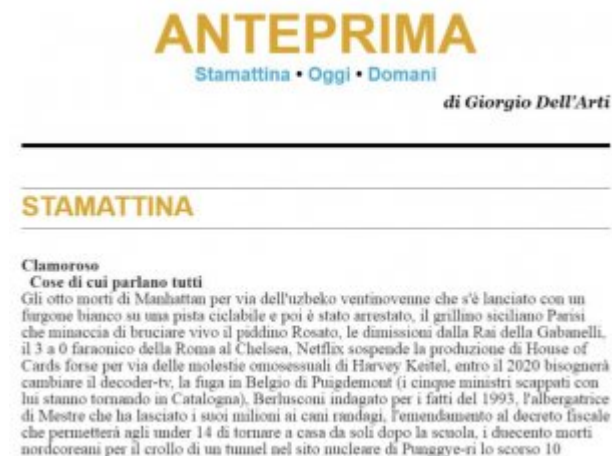 ANTEPRIMA
Stamattina • Oggi • Domani
di Giorgio Dell'Arti
STAMATTINA
Clamoroso
Cose di cui parlano tutti
Gli otto morti di Manhattan per via dell'uzbeko ventinovenne che s'è lanciato con un
furgone bianco su una pista ciclabile e poi è stato arrestato, il grillino siciliano Parisi
che minaccia di bruciare vivo il piddino Rosato, le dimissioni dalla Rai della Gabanelli,
il 3 a 0 faraonico della Roma al Chelsea, Netflix sospende la produzione di House of
Cards forse per via delle molestie omosessuali di Harvey Keitel, entro il 2020 bisognerà
cambiare il decoder-tv, la fuga in Belgio di Puigdemont (i cinque ministri scappati con
lui stanno tornando in Catalogna), Berlusconi indagato per i fatti del 1993, l'albergatrice
di Mestre che ha lasciato i suoi milioni ai cani randagi, l'emendamento al decreto fiscale
che permetterà agli under 14 di tornare a casa da soli dopo la scuola, i duecento morti
nordcoreani per il crollo di un tunnel nel sito nucleare di Punggye-ri lo scorso 10